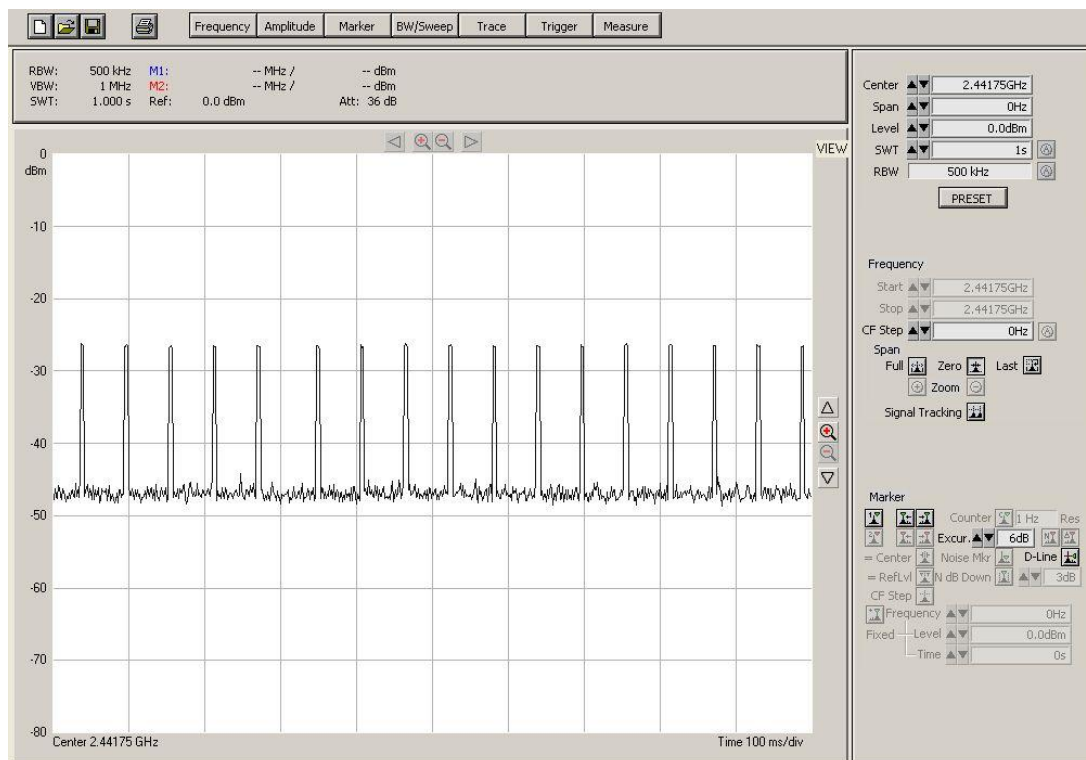 Frequency Amplitude Marker BW/Sweep Trace Trigger Measure
RBW: 500 kHz M1: -- MHz / -- dBm
VBW: 1 MHz M2: -- MHz / -- dBm
SWT: 1.000 s Ref: 0.0 dBm Att: 36 dB
VIEW
0
dBm
-10
-20
-30
-40
-50
-60
-70
-80
Center 2.44175 GHz Time 100 ms/div
Center 2.44175GHz
Span 0Hz
Level 0.0dBm
SWT 1s
RBW 500 kHz
PRESET
Frequency
Start 2.44175GHz
Stop 2.44175GHz
CF Step 0Hz
Span
Full Zero Last
Zoom
Signal Tracking
Marker
Counter 1 Hz Res
Excur. 6dB
= Center Noise Mkr D-Line
= RefLvl N dB Down 3dB
CF Step
Frequency 0Hz
Fixed Level 0.0dBm
Time 0s